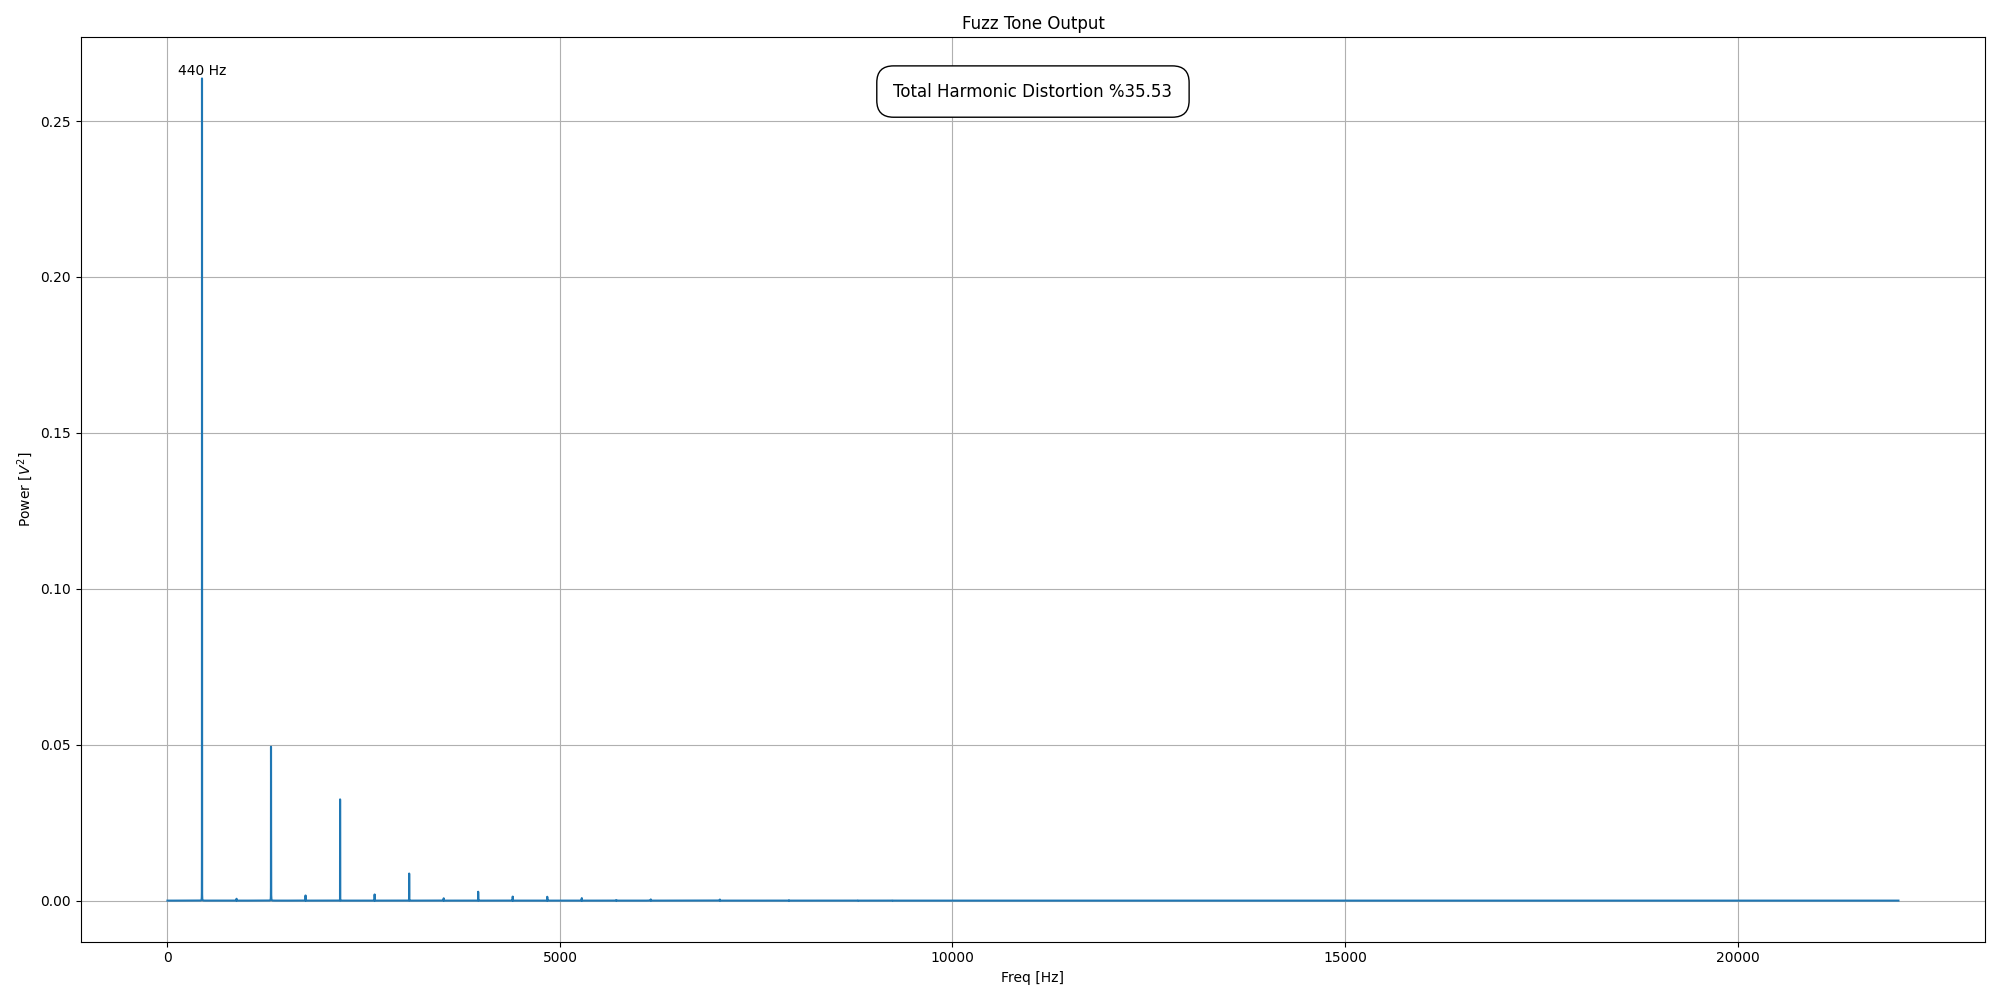 Fuzz Tone Output
440 Hz
Total Harmonic Distortion %35.53
0.25
0.20
0.15
0.10
0.05
0.00
Power [V²]
0 5000 10000 15000 20000
Freq [Hz]